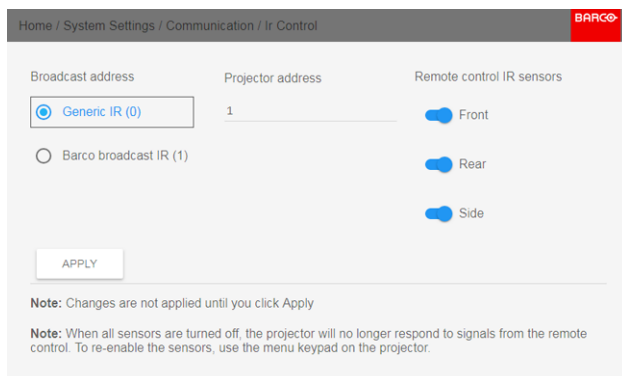 Home / System Settings / Communication / Ir Control
BARCO
Broadcast address
Projector address
Remote control IR sensors
Generic IR (0)
1
Front
Barco broadcast IR (1)
Rear
Side
APPLY
Note: Changes are not applied until you click Apply
Note: When all sensors are turned off, the projector will no longer respond to signals from the remote
control. To re-enable the sensors, use the menu keypad on the projector.